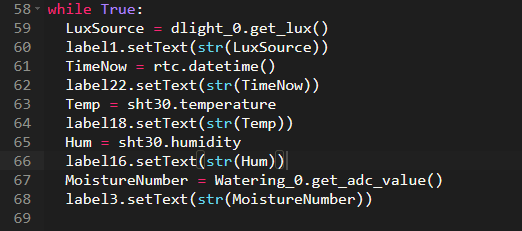 58 while True:
59 LuxSource = dlight_0.get_lux()
60 label1.setText(str(LuxSource))
61 TimeNow = rtc.datetime()
62 label22.setText(str(TimeNow))
63 Temp = sht30.temperature
64 label18.setText(str(Temp))
65 Hum = sht30.humidity
66 label16.setText(str(Hum))
67 MoistureNumber = Watering_0.get_adc_value()
68 label3.setText(str(MoistureNumber))
69